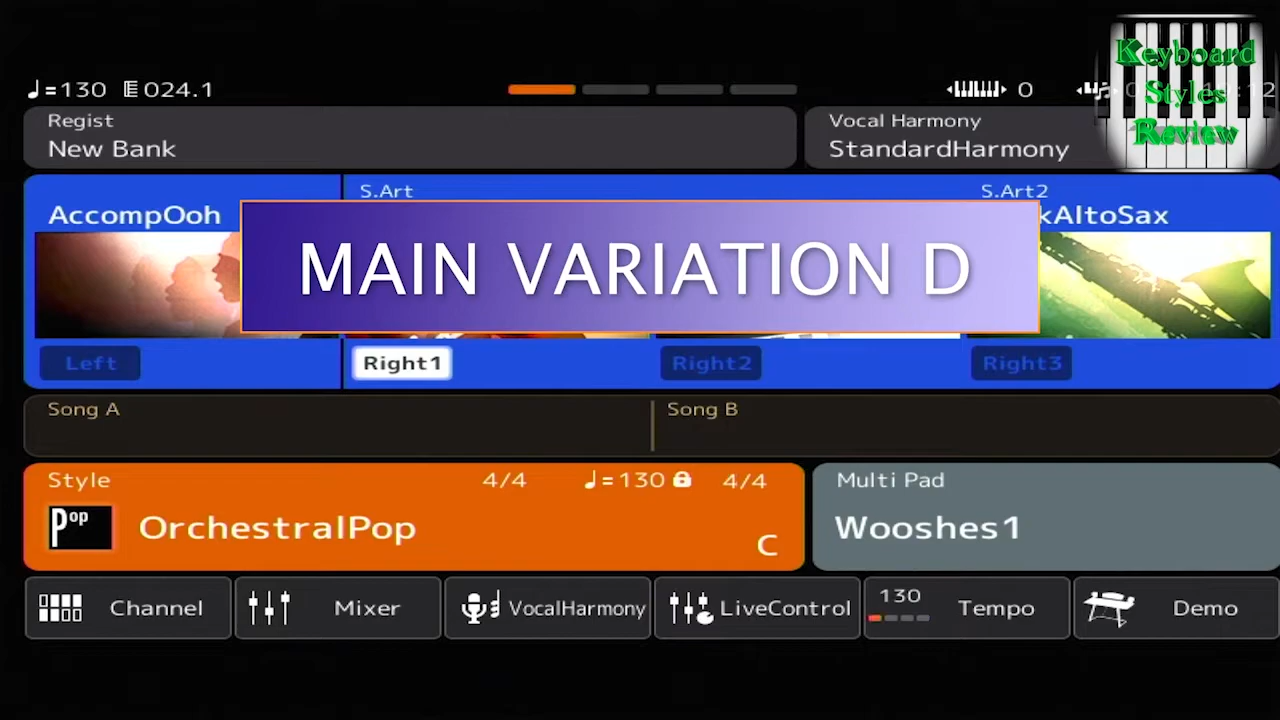 =130 024.1
0
Keyboard
Styles
Review
Regist
New Bank
Vocal Harmony
StandardHarmony
AccompOoh
S.Art
S.Art2
kAltoSax
MAIN VARIATION D
Left
Right1
Right2
Right3
Song A
Song B
Style
4/4
=130
4/4
Pop
OrchestralPop
C
Multi Pad
Wooshes1
Channel
Mixer
VocalHarmony
LiveControl
130
Tempo
Demo